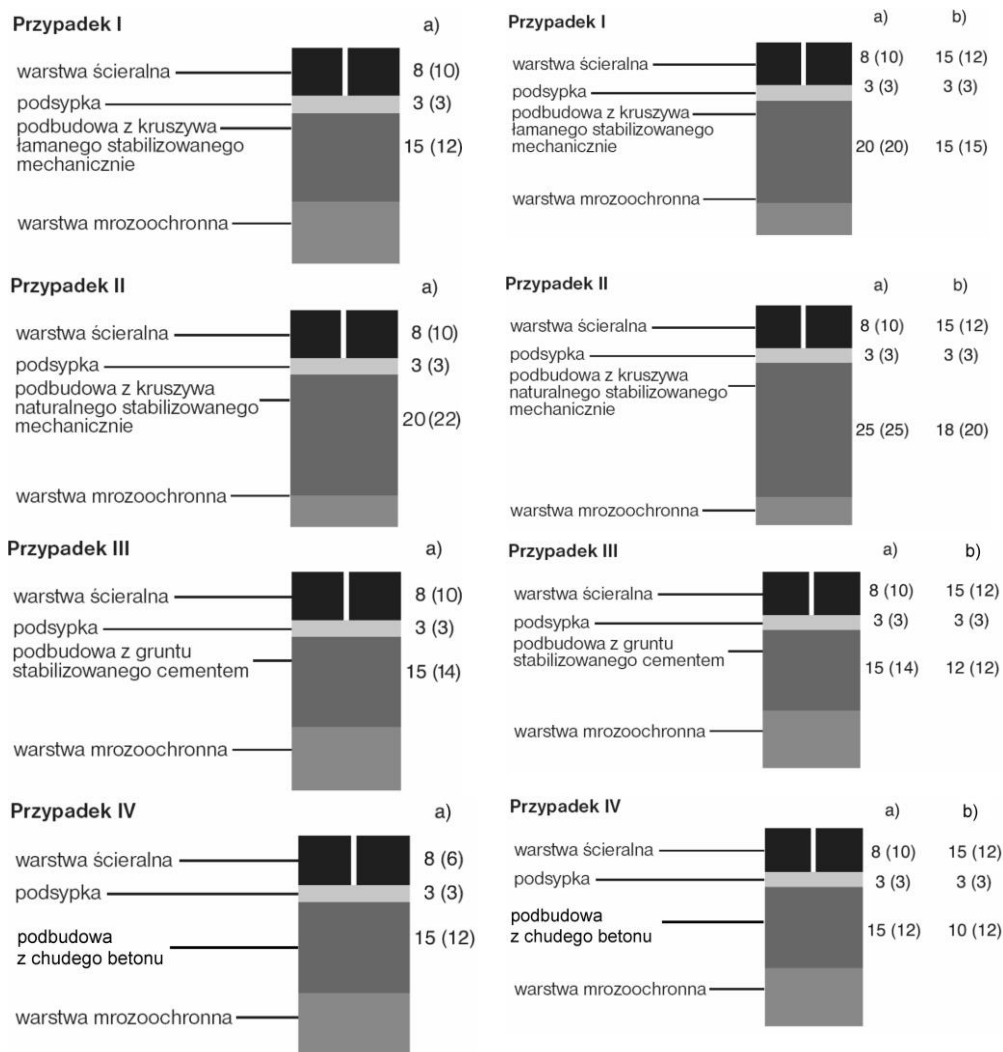 Przypadek I
a)
warstwa ścieralna
8 (10)
podsypka
3 (3)
podbudowa z kruszywa
łamanego stabilizowanego
mechanicznie
15 (12)
warstwa mrozoochronna
Przypadek II
a)
warstwa ścieralna
8 (10)
podsypka
3 (3)
podbudowa z kruszywa
naturalnego stabilizowanego
mechanicznie
20 (22)
warstwa mrozoochronna
Przypadek III
a)
warstwa ścieralna
8 (10)
podsypka
3 (3)
podbudowa z gruntu
stabilizowanego cementem
15 (14)
warstwa mrozoochronna
Przypadek IV
a)
warstwa ścieralna
8 (6)
podsypka
3 (3)
podbudowa
z chudego betonu
15 (12)
warstwa mrozoochronna
Przypadek I
a) b)
warstwa ścieralna
8 (10) 15 (12)
podsypka
3 (3) 3 (3)
podbudowa z kruszywa
łamanego stabilizowanego
mechanicznie
20 (20) 15 (15)
warstwa mrozoochronna
Przypadek II
a) b)
warstwa ścieralna
8 (10) 15 (12)
podsypka
3 (3) 3 (3)
podbudowa z kruszywa
naturalnego stabilizowanego
mechanicznie
25 (25) 18 (20)
warstwa mrozoochronna
Przypadek III
a) b)
warstwa ścieralna
8 (10) 15 (12)
podsypka
3 (3) 3 (3)
podbudowa z gruntu
stabilizowanego cementem
15 (14) 12 (12)
warstwa mrozoochronna
Przypadek IV
a) b)
warstwa ścieralna
8 (10) 15 (12)
podsypka
3 (3) 3 (3)
podbudowa
z chudego betonu
15 (12) 10 (12)
warstwa mrozoochronna